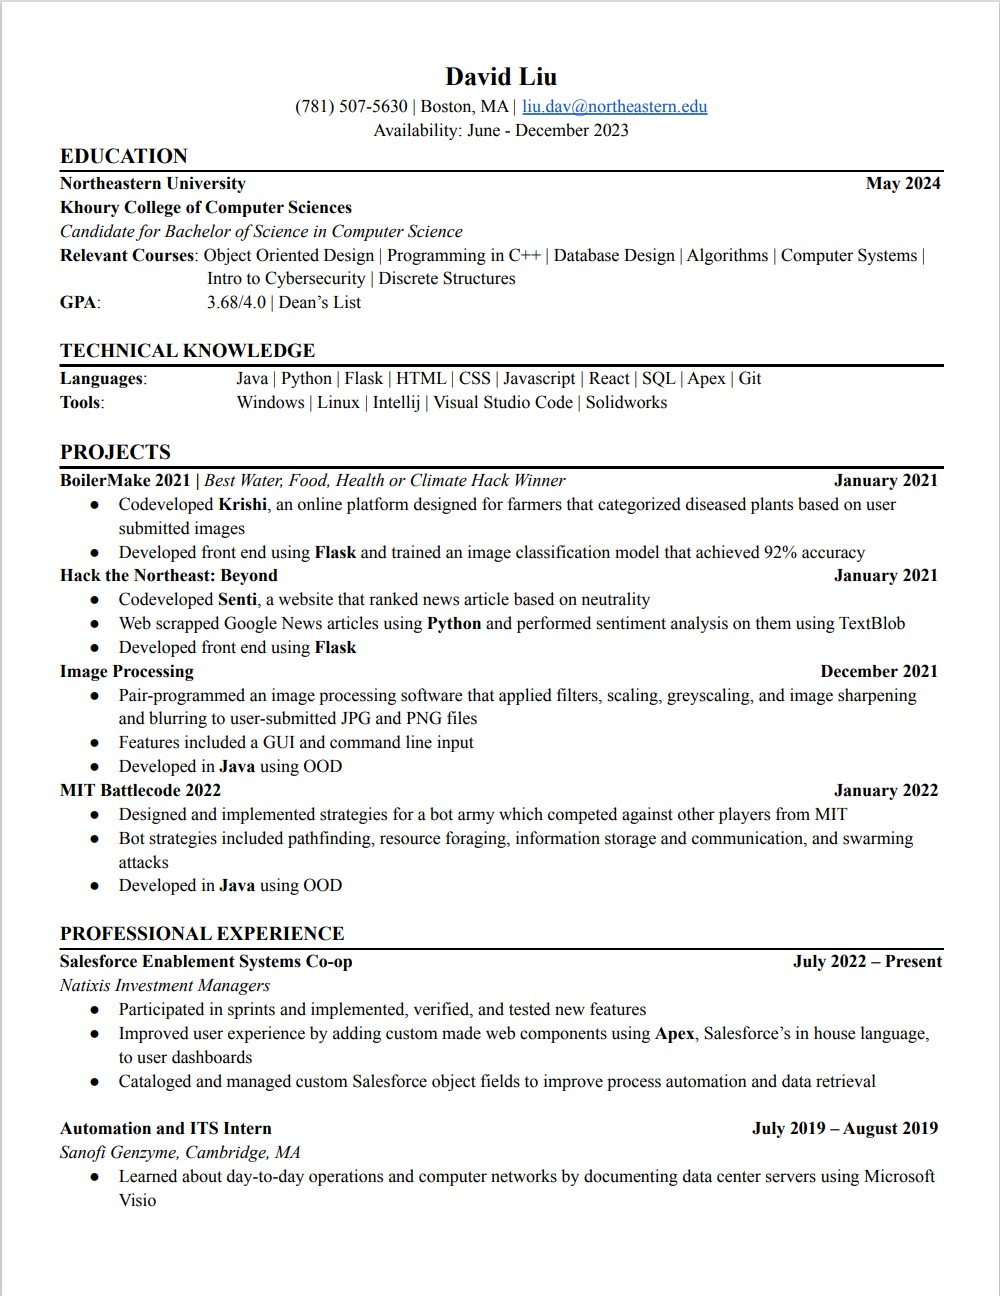 David Liu
(781) 507-5630 | Boston, MA | liu.dav@northeastern.edu
Availability: June - December 2023
EDUCATION
Northeastern University May 2024
Khoury College of Computer Sciences
Candidate for Bachelor of Science in Computer Science
Relevant Courses: Object Oriented Design | Programming in C++ | Database Design | Algorithms | Computer Systems |
Intro to Cybersecurity | Discrete Structures
GPA: 3.68/4.0 | Dean’s List
TECHNICAL KNOWLEDGE
Languages: Java | Python | Flask | HTML | CSS | Javascript | React | SQL | Apex | Git
Tools: Windows | Linux | Intellij | Visual Studio Code | Solidworks
PROJECTS
BoilerMake 2021 | Best Water, Food, Health or Climate Hack Winner January 2021
● Codeveloped Krishi, an online platform designed for farmers that categorized diseased plants based on user
submitted images
● Developed front end using Flask and trained an image classification model that achieved 92% accuracy
Hack the Northeast: Beyond January 2021
● Codeveloped Senti, a website that ranked news article based on neutrality
● Web scrapped Google News articles using Python and performed sentiment analysis on them using TextBlob
● Developed front end using Flask
Image Processing December 2021
● Pair-programmed an image processing software that applied filters, scaling, greyscaling, and image sharpening
and blurring to user-submitted JPG and PNG files
● Features included a GUI and command line input
● Developed in Java using OOD
MIT Battlecode 2022 January 2022
● Designed and implemented strategies for a bot army which competed against other players from MIT
● Bot strategies included pathfinding, resource foraging, information storage and communication, and swarming
attacks
● Developed in Java using OOD
PROFESSIONAL EXPERIENCE
Salesforce Enablement Systems Co-op July 2022 – Present
Natixis Investment Managers
● Participated in sprints and implemented, verified, and tested new features
● Improved user experience by adding custom made web components using Apex, Salesforce’s in house language,
to user dashboards
● Cataloged and managed custom Salesforce object fields to improve process automation and data retrieval
Automation and ITS Intern July 2019 – August 2019
Sanofi Genzyme, Cambridge, MA
● Learned about day-to-day operations and computer networks by documenting data center servers using Microsoft
Visio